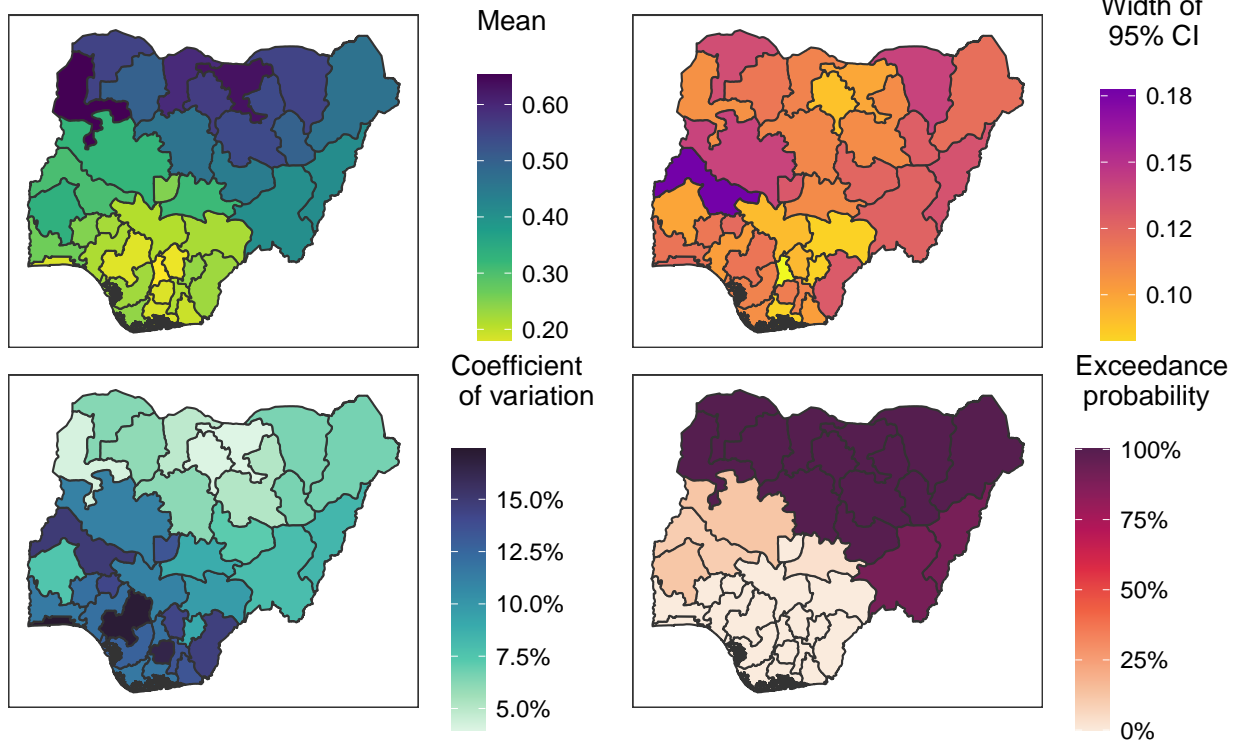 Mean
0.60
0.50
0.40
0.30
0.20
Width of
95% CI
0.18
0.15
0.12
0.10
Coefficient
of variation
15.0%
12.5%
10.0%
7.5%
5.0%
Exceedance
probability
100%
75%
50%
25%
0%